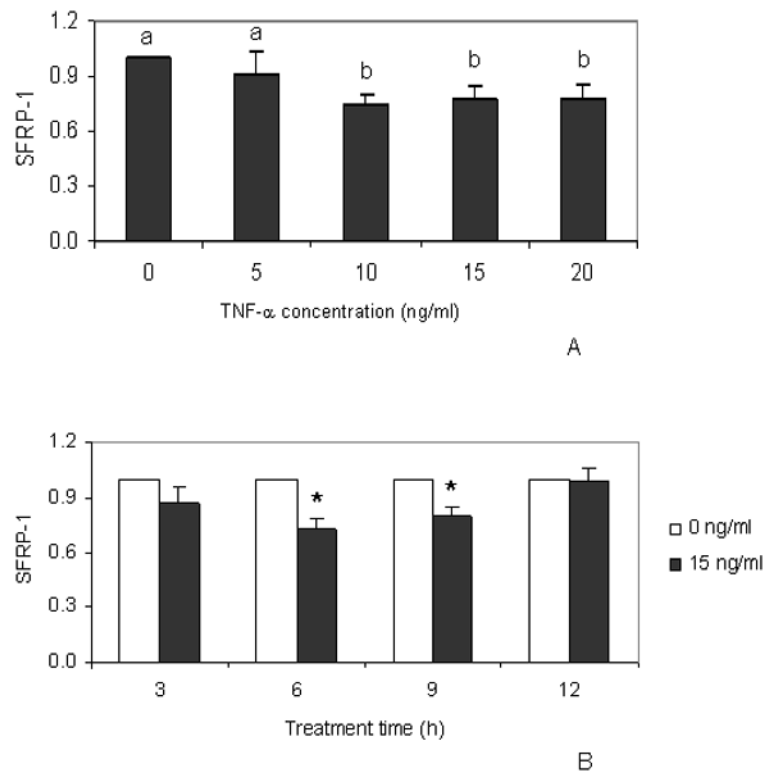 a a b b b
1.2
0.9
0.6
0.3
0.0
SFRP-1
0 5 10 15 20
TNF-α concentration (ng/ml)
A
1.2
0.9
0.6
0.3
0.0
SFRP-1
* *
0 ng/ml
15 ng/ml
3 6 9 12
Treatment time (h)
B